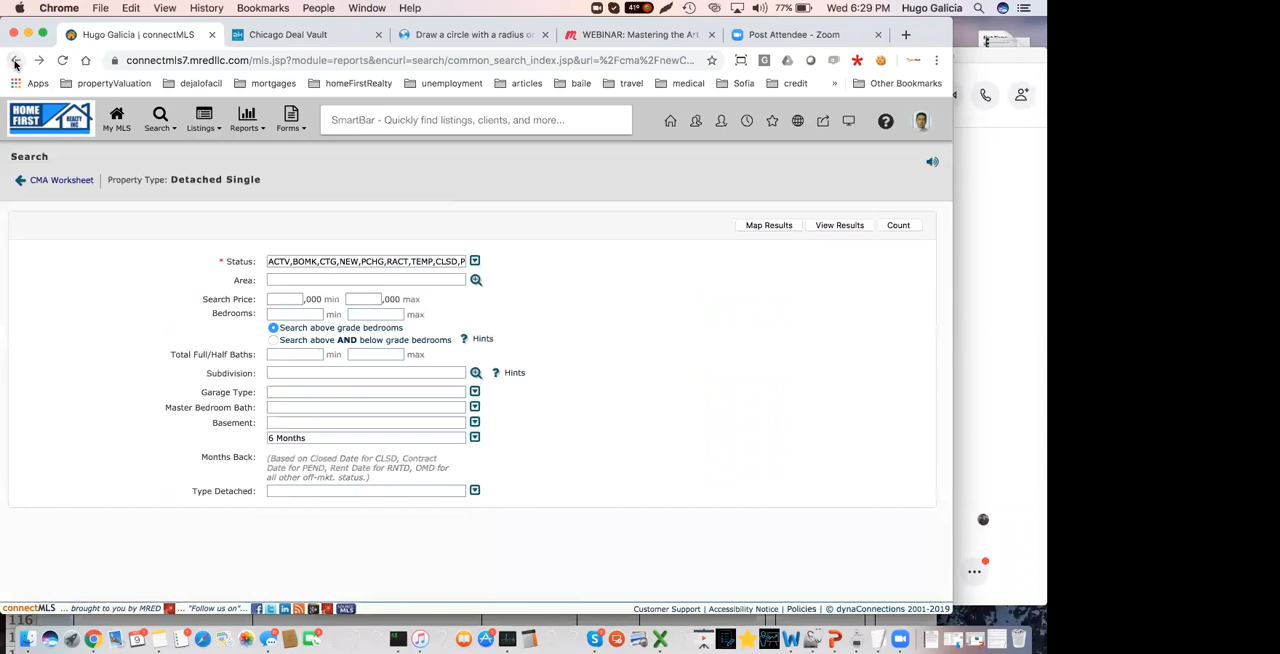 Chrome File Edit View History Bookmarks People Window Help 41° 77% Wed 6:29 PM Hugo Galicia
Hugo Galicia | connectMLS Chicago Deal Vault Draw a circle with a radius o WEBINAR: Mastering the Art Post Attendee - Zoom
connectmls7.mredllc.com/mls.jsp?module=reports&encurl=search/common_search_index.jsp&url=%2Fcma%2FnewC...
Apps propertyValuation dejalofacil mortgages homeFirstRealty unemployment articles baile travel medical Sofia credit » Other Bookmarks
HOME FIRST REALTY INC
My MLS Search Listings Reports Forms SmartBar - Quickly find listings, clients, and more...
Search
CMA Worksheet Property Type: Detached Single
Map Results View Results Count
* Status: ACTV,BOMK,CTG,NEW,PCHG,RACT,TEMP,CLSD,P
Area:
Search Price: ,000 min ,000 max
Bedrooms: min max
Search above grade bedrooms
Search above AND below grade bedrooms ? Hints
Total Full/Half Baths: min max
Subdivision: ? Hints
Garage Type:
Master Bedroom Bath:
Basement:
6 Months
Months Back: (Based on Closed Date for CLSD, Contract
Date for PEND, Rent Date for RNTD, OMD for
all other off-mkt. status.)
Type Detached:
connectMLS ... brought to you by MRED ... "Follow us on"... Customer Support | Accessibility Notice | Policies | © dynaConnections 2001-2019
116